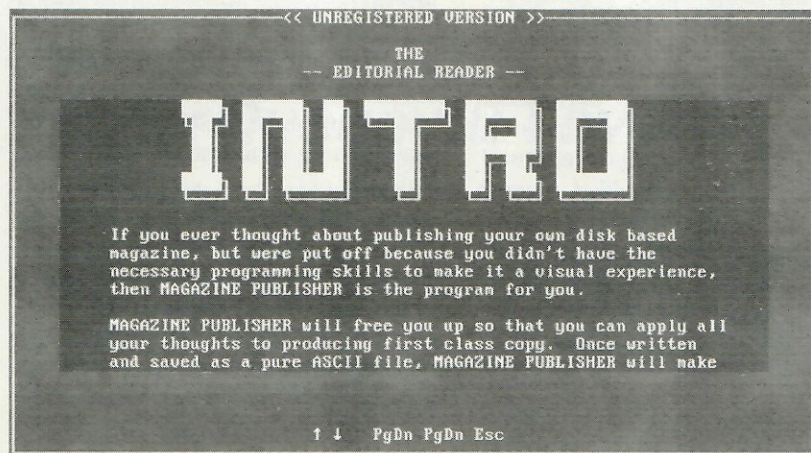 << UNREGISTERED VERSION >>
THE
-- EDITORIAL READER --
INTRO
If you ever thought about publishing your own disk based
magazine, but were put off because you didn't have the
necessary programming skills to make it a visual experience,
then MAGAZINE PUBLISHER is the program for you.
MAGAZINE PUBLISHER will free you up so that you can apply all
your thoughts to producing first class copy. Once written
and saved as a pure ASCII file, MAGAZINE PUBLISHER will make
↑ ↓ PgDn PgDn Esc